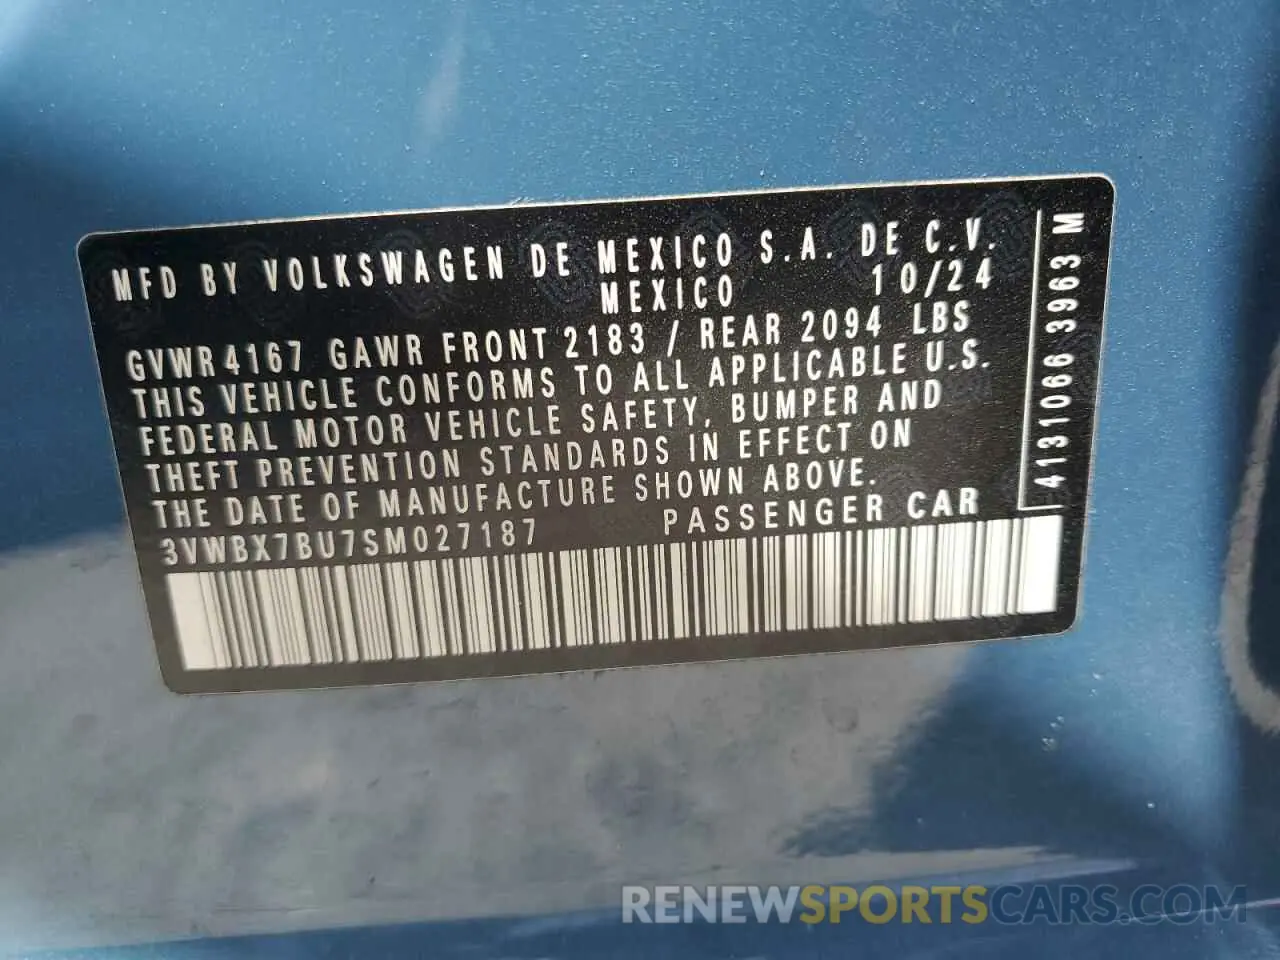 MFD BY VOLKSWAGEN DE MEXICO S.A. DE C.V.
MEXICO 10/24
GVWR 4167 GAWR FRONT 2183 / REAR 2094 LBS
THIS VEHICLE CONFORMS TO ALL APPLICABLE U.S.
FEDERAL MOTOR VEHICLE SAFETY, BUMPER AND
THEFT PREVENTION STANDARDS IN EFFECT ON
THE DATE OF MANUFACTURE SHOWN ABOVE.
3VWBX7BU7SM027187 PASSENGER CAR
4131066 3963 M
RENEWSPORTSCARS.COM